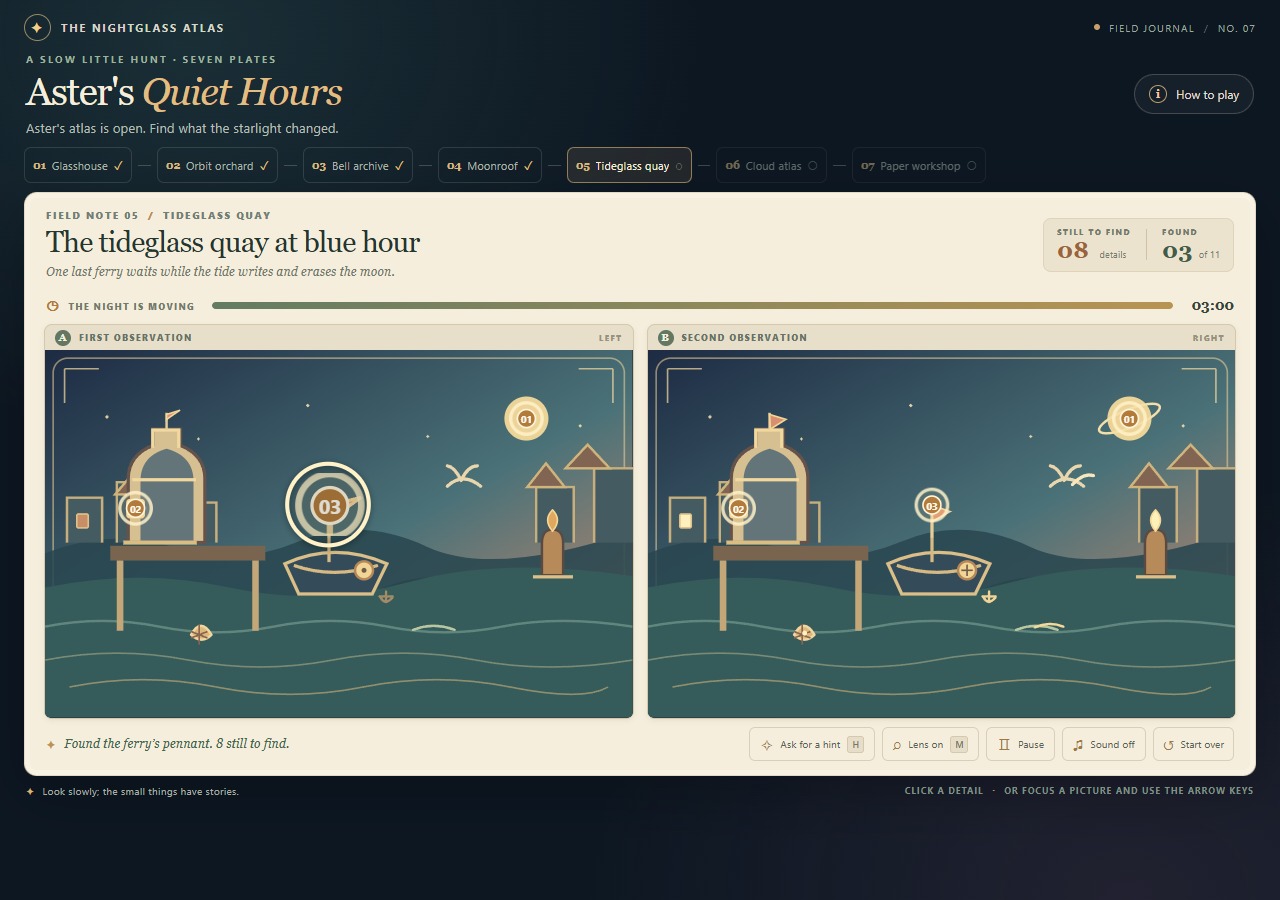 THE NIGHTGLASS ATLAS
FIELD JOURNAL / NO. 07
A SLOW LITTLE HUNT · SEVEN PLATES
Aster's Quiet Hours
How to play
Aster's atlas is open. Find what the starlight changed.
01 Glasshouse ✓
02 Orbit orchard ✓
03 Bell archive ✓
04 Moonroof ✓
05 Tideglass quay
06 Cloud atlas
07 Paper workshop
FIELD NOTE 05 / TIDEGLASS QUAY
The tideglass quay at blue hour
One last ferry waits while the tide writes and erases the moon.
STILL TO FIND
08 details
FOUND
03 of 11
THE NIGHT IS MOVING
03:00
A FIRST OBSERVATION LEFT
B SECOND OBSERVATION RIGHT
01
02
03
01
02
03
Found the ferry's pennant. 8 still to find.
Ask for a hint H
Lens on M
Pause
Sound off
Start over
Look slowly; the small things have stories.
CLICK A DETAIL · OR FOCUS A PICTURE AND USE THE ARROW KEYS